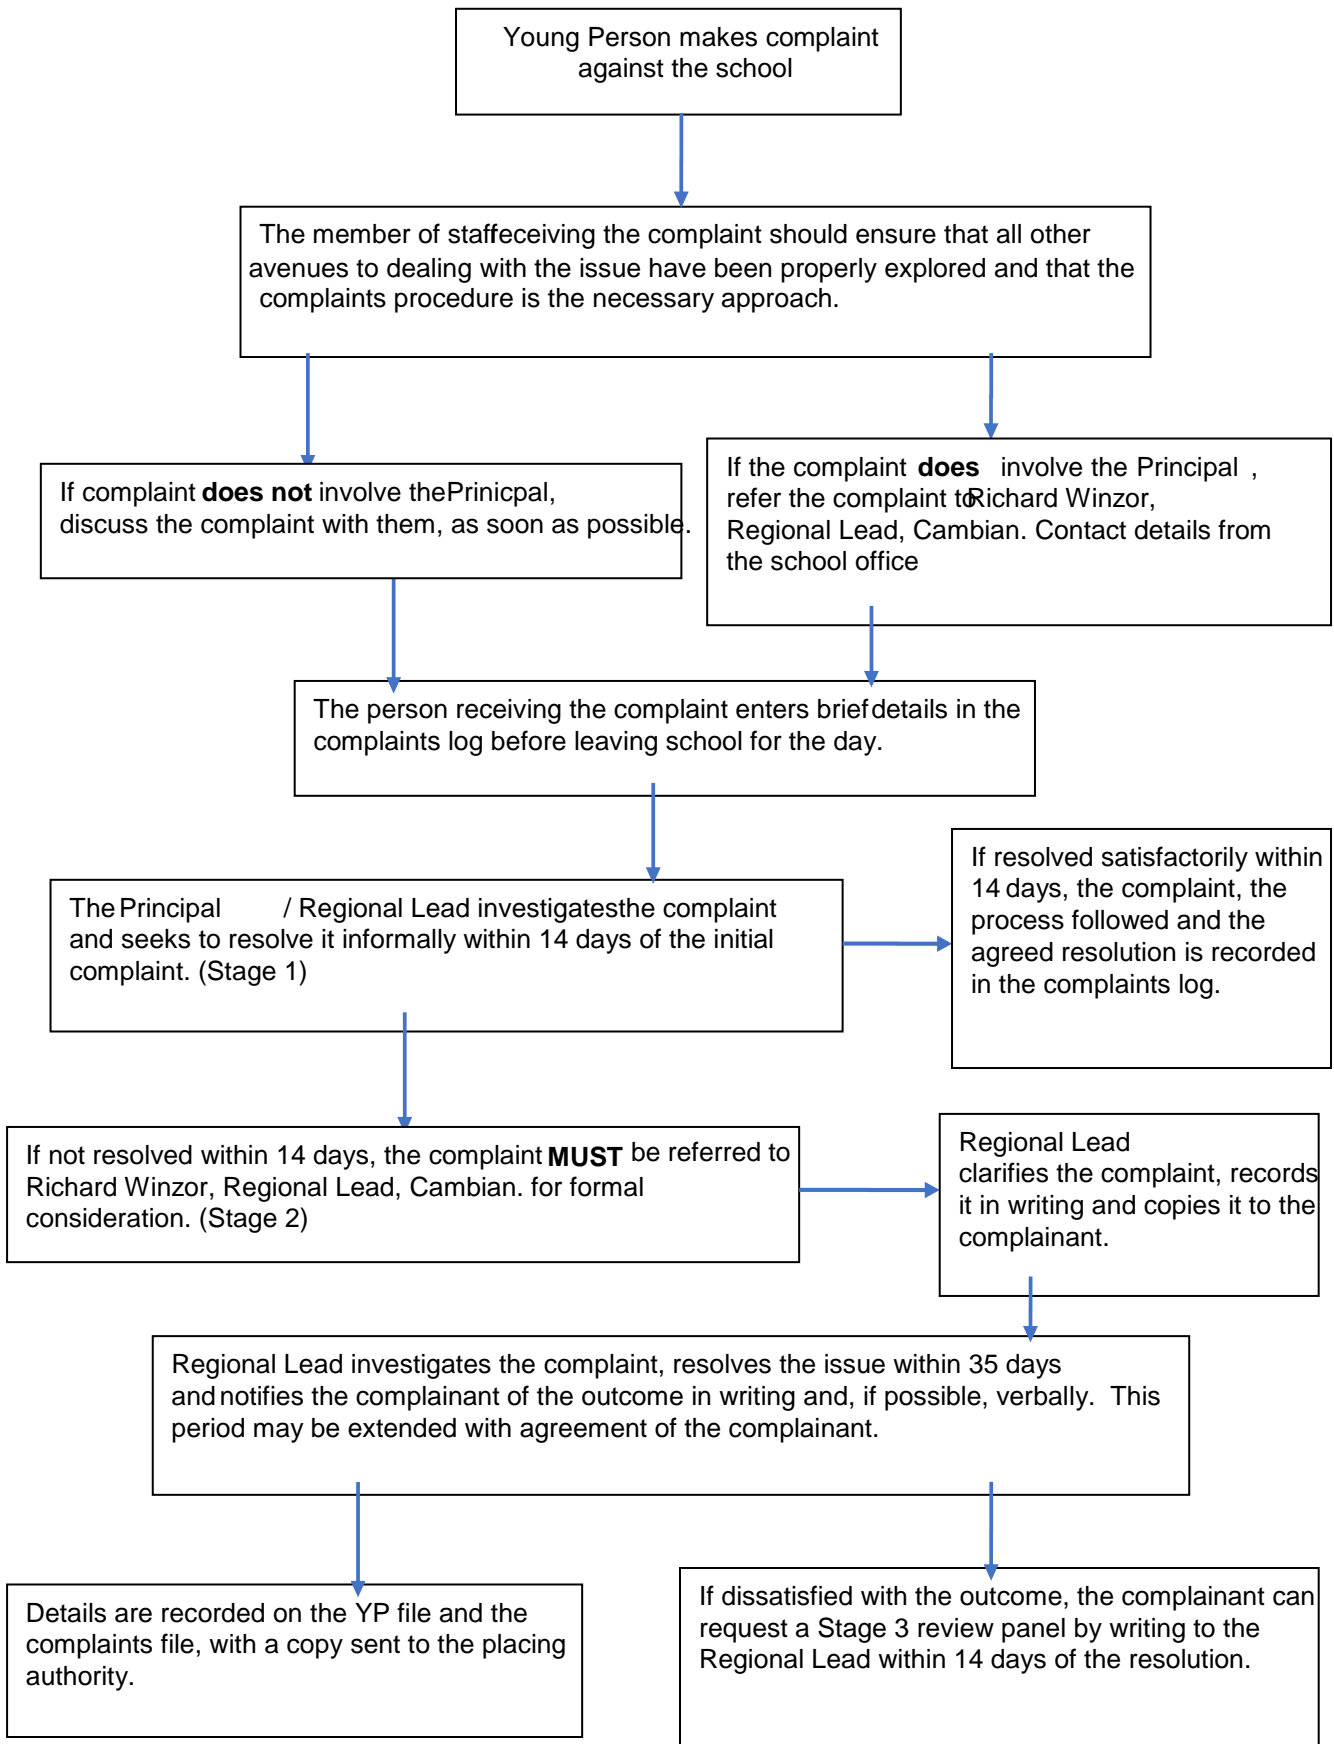 Young Person makes complaint
against the school
The member of staffeceiving the complaint should ensure that all other
avenues to dealing with the issue have been properly explored and that the
complaints procedure is the necessary approach.
If complaint does not involve thePrinicpal,
discuss the complaint with them, as soon as possible.
If the complaint does involve the Principal ,
refer the complaint toRichard Winzor,
Regional Lead, Cambian. Contact details from
the school office
The person receiving the complaint enters briefdetails in the
complaints log before leaving school for the day.
The Principal / Regional Lead investigatesthe complaint
and seeks to resolve it informally within 14 days of the initial
complaint. (Stage 1)
If resolved satisfactorily within
14 days, the complaint, the
process followed and the
agreed resolution is recorded
in the complaints log.
If not resolved within 14 days, the complaint MUST be referred to
Richard Winzor, Regional Lead, Cambian. for formal
consideration. (Stage 2)
Regional Lead
clarifies the complaint, records
it in writing and copies it to the
complainant.
Regional Lead investigates the complaint, resolves the issue within 35 days
and notifies the complainant of the outcome in writing and, if possible, verbally. This
period may be extended with agreement of the complainant.
Details are recorded on the YP file and the
complaints file, with a copy sent to the placing
authority.
If dissatisfied with the outcome, the complainant can
request a Stage 3 review panel by writing to the
Regional Lead within 14 days of the resolution.